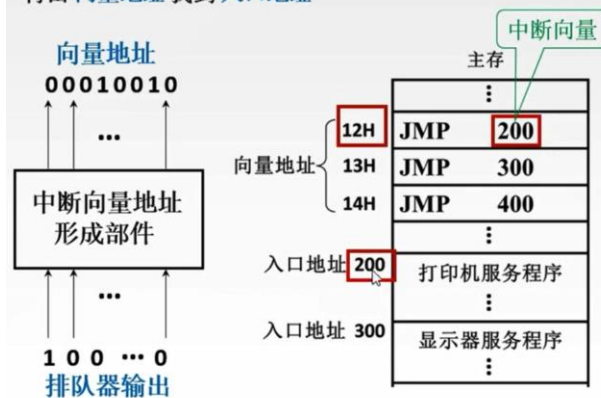 向量地址
00010010
...
中断向量地址
形成部件
...
1 0 0 ... 0
排队器输出
中断向量
主存
⋮
向量地址
12H JMP 200
13H JMP 300
14H JMP 400
⋮
入口地址 200
打印机服务程序
⋮
入口地址 300
显示器服务程序
⋮